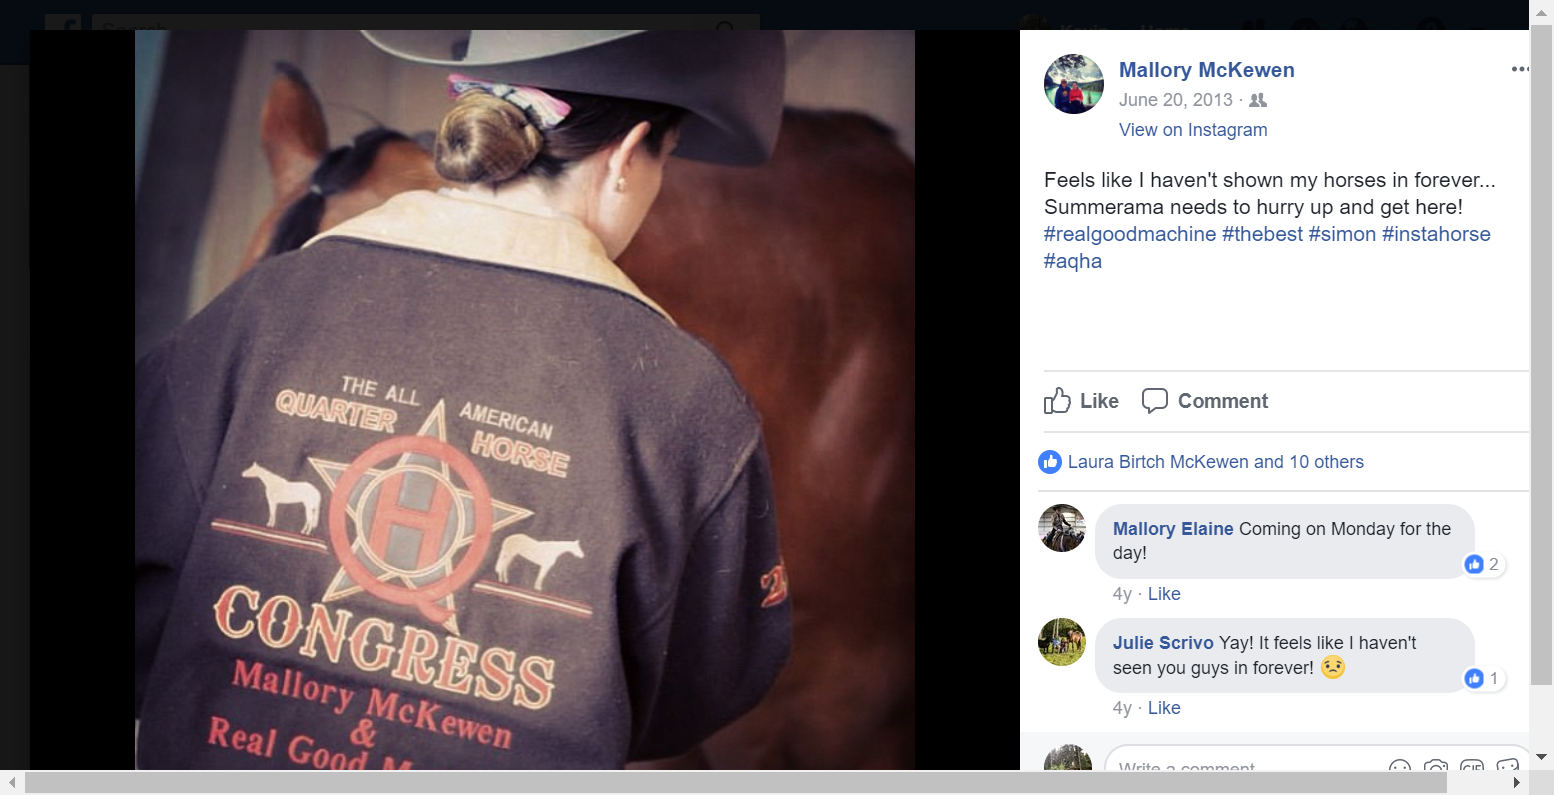 THE ALL
QUARTER
AMERICAN
HORSE
H
CONGRESS
Mallory McKewen
&
Real Good
Mallory McKewen
June 20, 2013 ·
View on Instagram
Feels like I haven't shown my horses in forever...
Summerama needs to hurry up and get here!
#realgoodmachine #thebest #simon #instahorse
#aqha
Like Comment
Laura Birtch McKewen and 10 others
Mallory Elaine Coming on Monday for the
day!
2
4y · Like
Julie Scrivo Yay! It feels like I haven't
seen you guys in forever! 😟
1
4y · Like
Write a comment
GIF